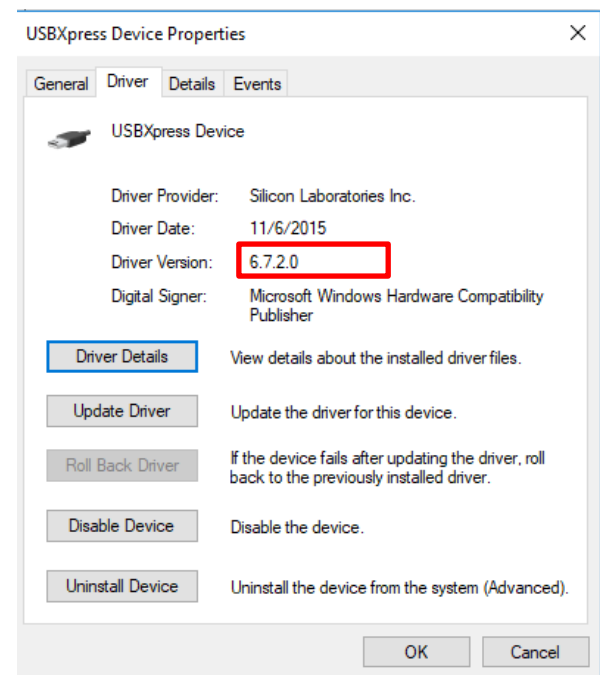 USBXpress Device Properties
General Driver Details Events
USBXpress Device
Driver Provider: Silicon Laboratories Inc.
Driver Date: 11/6/2015
Driver Version: 6.7.2.0
Digital Signer: Microsoft Windows Hardware Compatibility
Publisher
Driver Details View details about the installed driver files.
Update Driver Update the driver for this device.
Roll Back Driver If the device fails after updating the driver, roll
back to the previously installed driver.
Disable Device Disable the device.
Uninstall Device Uninstall the device from the system (Advanced).
OK Cancel